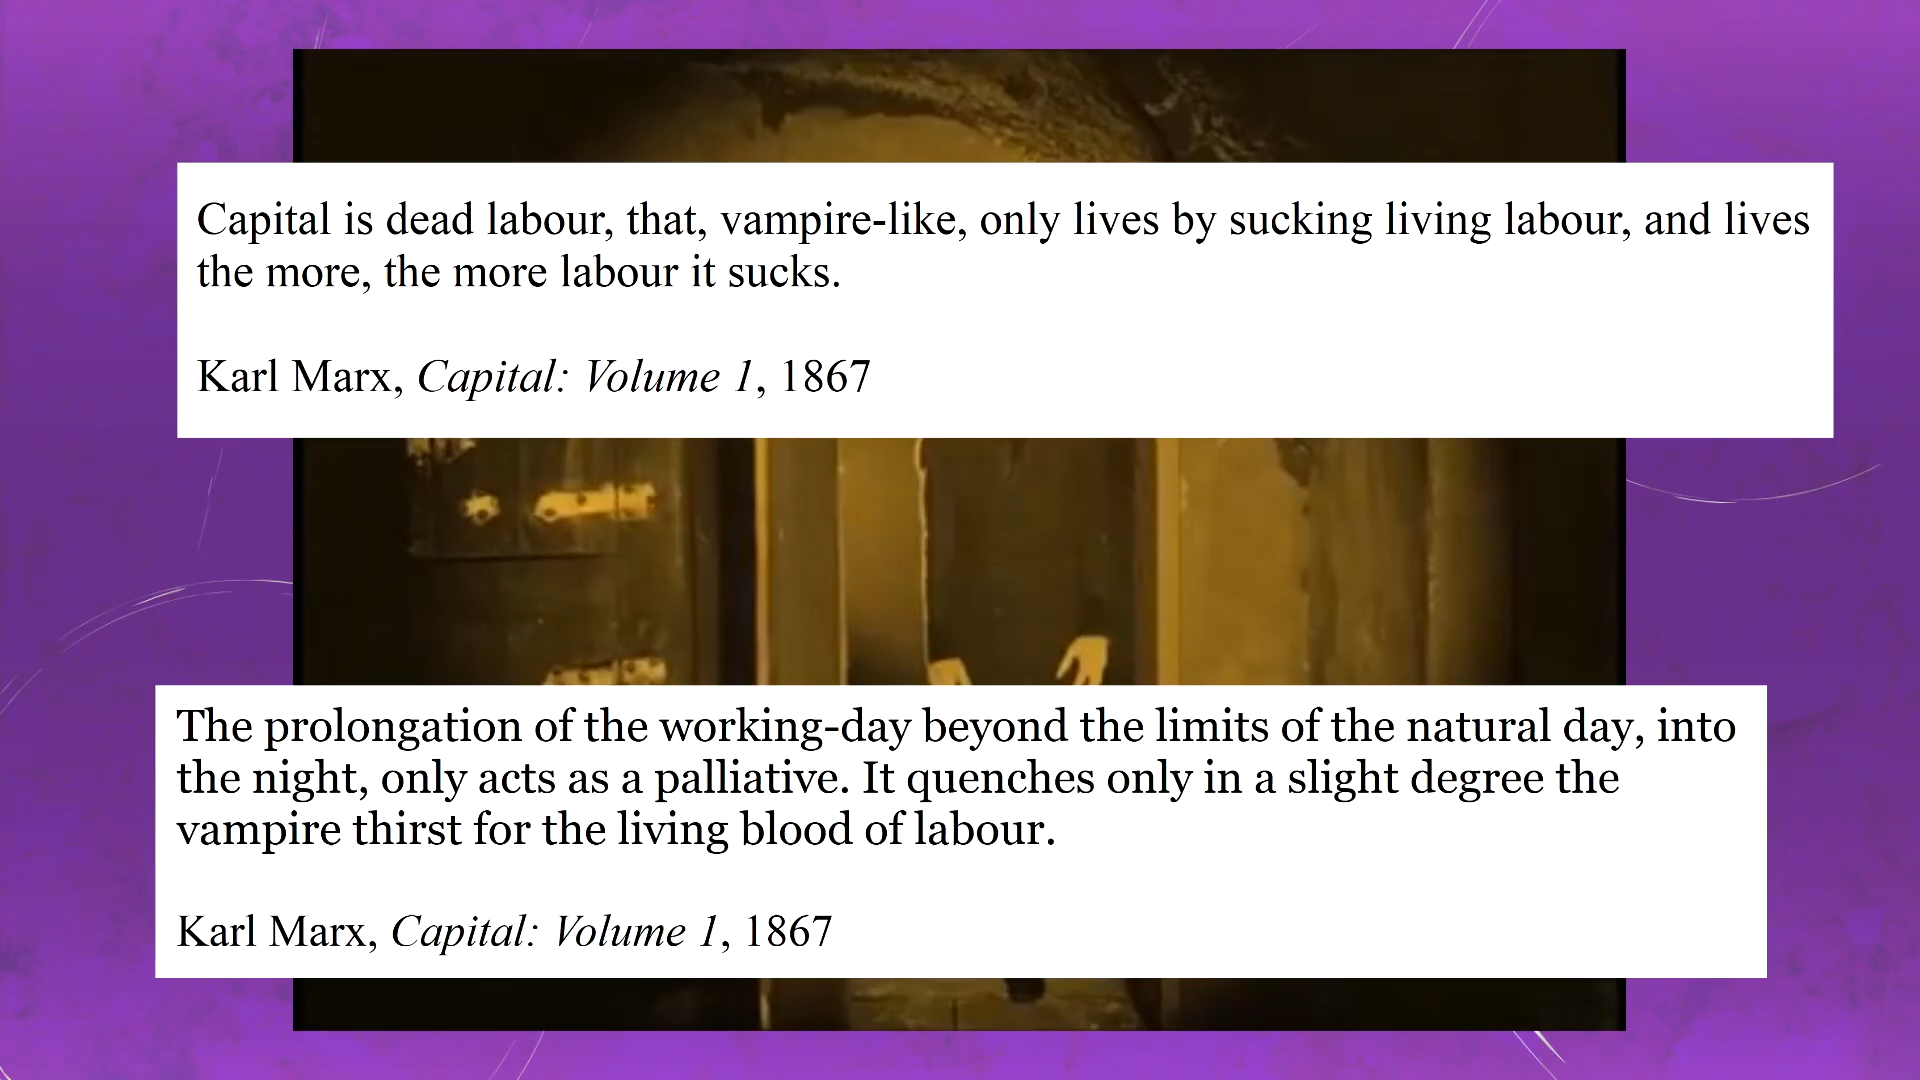 Capital is dead labour, that, vampire-like, only lives by sucking living labour, and lives
the more, the more labour it sucks.
Karl Marx, Capital: Volume 1, 1867
The prolongation of the working-day beyond the limits of the natural day, into
the night, only acts as a palliative. It quenches only in a slight degree the
vampire thirst for the living blood of labour.
Karl Marx, Capital: Volume 1, 1867